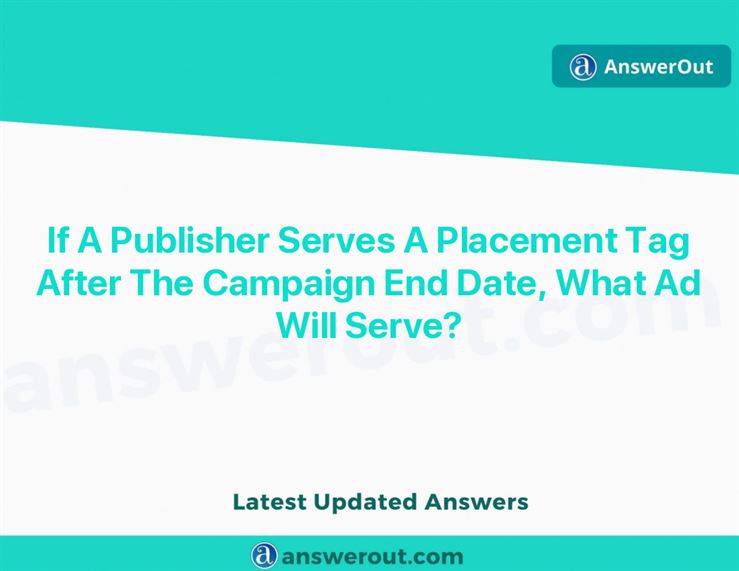 AnswerOut
If A Publisher Serves A Placement Tag
After The Campaign End Date, What Ad
Will Serve?
answerout.com
Latest Updated Answers
answerout.com